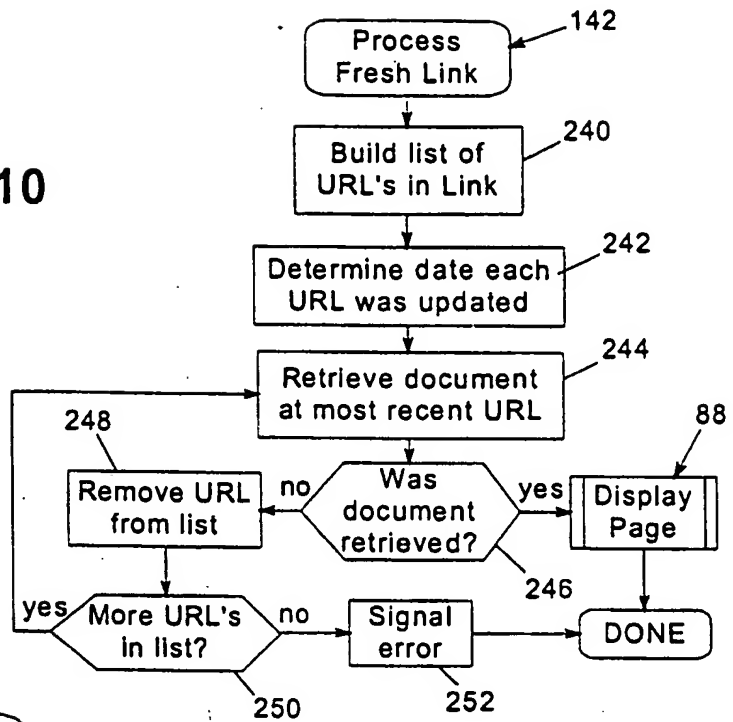 142
Process
Fresh Link
240
Build list of
URL's in Link
10
242
Determine date each
URL was updated
244
Retrieve document
at most recent URL
248
88
Remove URL
from list
no
Was
document
retrieved?
yes
Display
Page
246
yes
More URL's
in list?
no
Signal
error
DONE
250
252